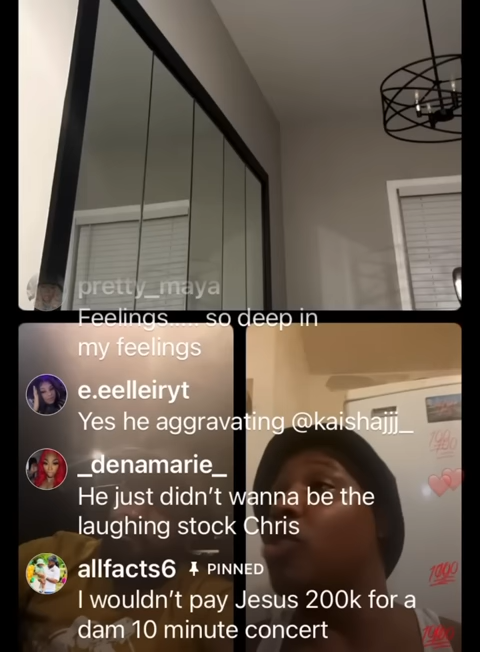 pretty_maya
Feelings..... so deep in
my feelings
e.eelleiryt
Yes he aggravating @kaishajjj_
_denamarie_
He just didn't wanna be the
laughing stock Chris
allfacts6 PINNED
I wouldn't pay Jesus 200k for a
dam 10 minute concert